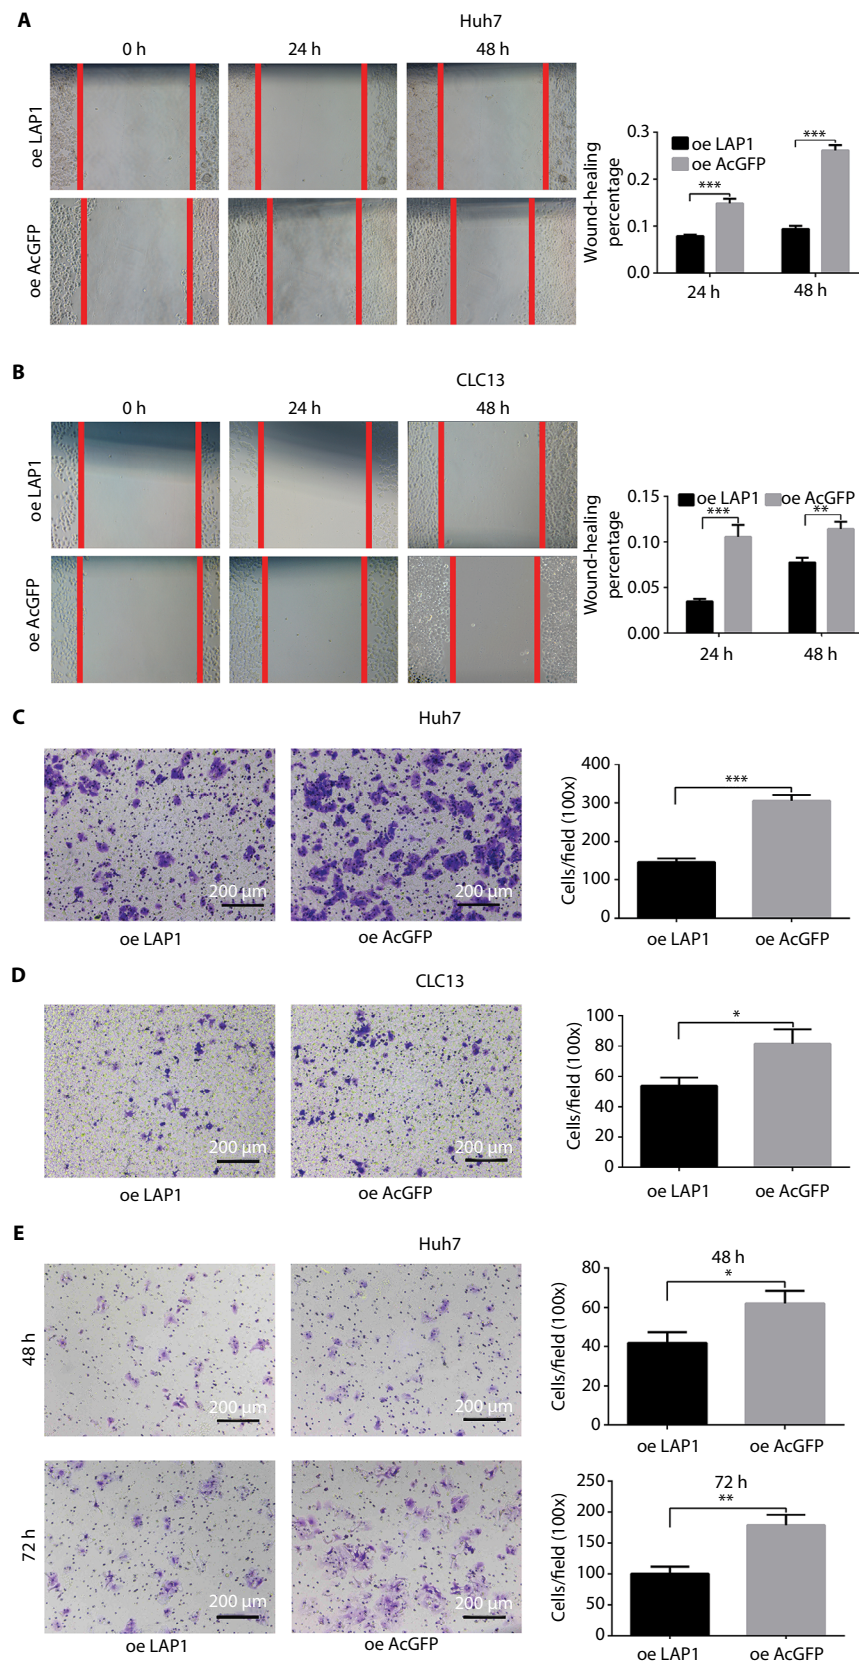 A
Huh7
0 h
24 h
48 h
oe LAP1
oe AcGFP
Wound-healing
percentage
0.3
0.2
0.1
0.0
oe LAP1
oe AcGFP
***
***
24 h
48 h
B
CLC13
0 h
24 h
48 h
oe LAP1
oe AcGFP
Wound-healing
percentage
0.15
0.10
0.05
0.00
oe LAP1
oe AcGFP
***
**
24 h
48 h
C
Huh7
200 µm
200 µm
oe LAP1
oe AcGFP
Cells/field (100x)
400
300
200
100
0
***
oe LAP1
oe AcGFP
D
CLC13
200 µm
200 µm
oe LAP1
oe AcGFP
Cells/field (100x)
100
80
60
40
20
0
*
oe LAP1
oe AcGFP
E
Huh7
48 h
200 µm
200 µm
Cells/field (100x)
80
60
40
20
0
48 h
*
oe LAP1
oe AcGFP
72 h
200 µm
200 µm
oe LAP1
oe AcGFP
Cells/field (100x)
250
200
150
100
50
0
72 h
**
oe LAP1
oe AcGFP